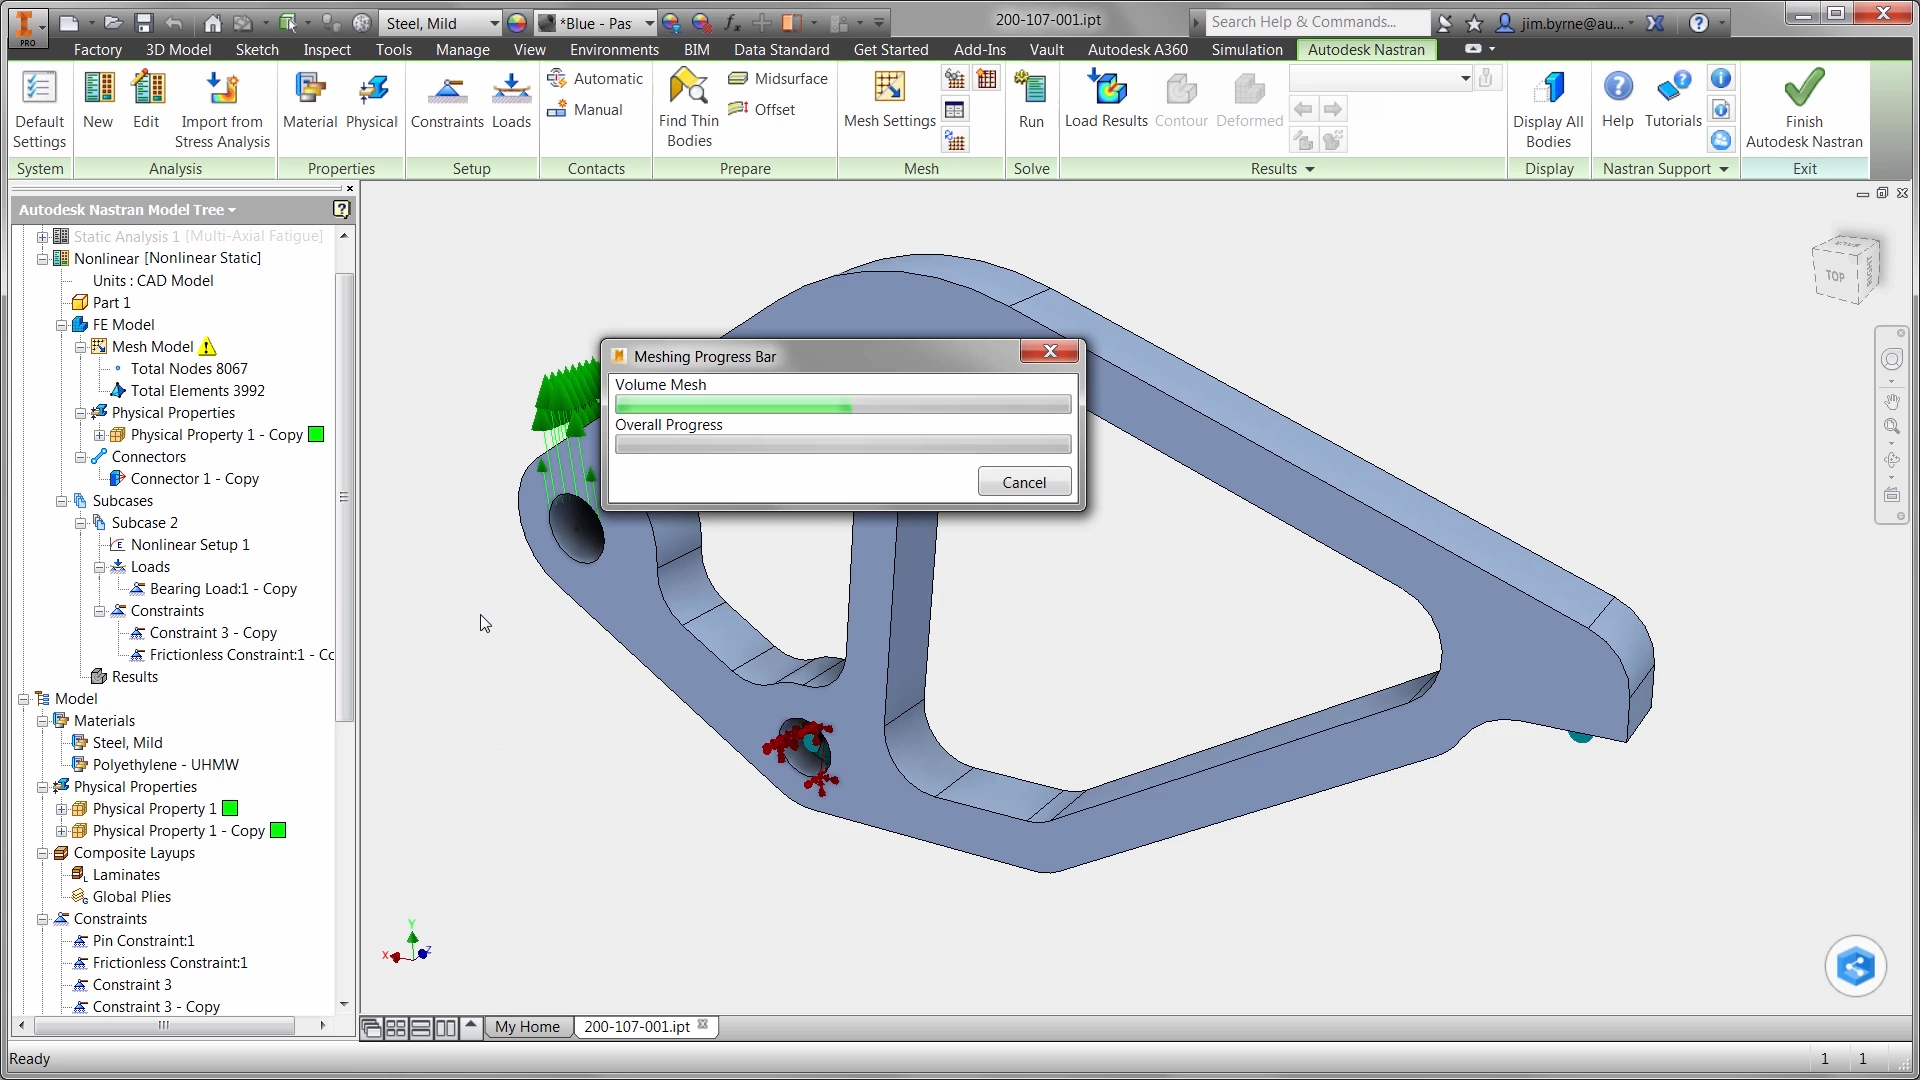 PRO
Steel, Mild
*Blue - Pas
200-107-001.ipt
Search Help & Commands...
jim.byrne@au...
Factory 3D Model Sketch Inspect Tools Manage View Environments BIM Data Standard Get Started Add-Ins Vault Autodesk A360 Simulation Autodesk Nastran
Default Settings
System
New
Edit
Import from Stress Analysis
Analysis
Material
Physical
Properties
Constraints
Loads
Setup
Automatic
Manual
Contacts
Find Thin Bodies
Midsurface
Offset
Prepare
Mesh Settings
Mesh
Run
Solve
Load Results
Contour
Deformed
Results
Display All Bodies
Display
Help
Tutorials
Nastran Support
Finish Autodesk Nastran
Exit
Autodesk Nastran Model Tree
Static Analysis 1 [Multi-Axial Fatigue]
Nonlinear [Nonlinear Static]
Units : CAD Model
Part 1
FE Model
Mesh Model
Total Nodes 8067
Total Elements 3992
Physical Properties
Physical Property 1 - Copy
Connectors
Connector 1 - Copy
Subcases
Subcase 2
Nonlinear Setup 1
Loads
Bearing Load:1 - Copy
Constraints
Constraint 3 - Copy
Frictionless Constraint:1 - Co
Results
Model
Materials
Steel, Mild
Polyethylene - UHMW
Physical Properties
Physical Property 1
Physical Property 1 - Copy
Composite Layups
Laminates
Global Plies
Constraints
Pin Constraint:1
Frictionless Constraint:1
Constraint 3
Constraint 3 - Copy
Meshing Progress Bar
Volume Mesh
Overall Progress
Cancel
TOP
Y
X
Z
My Home
200-107-001.ipt
Ready
1 1